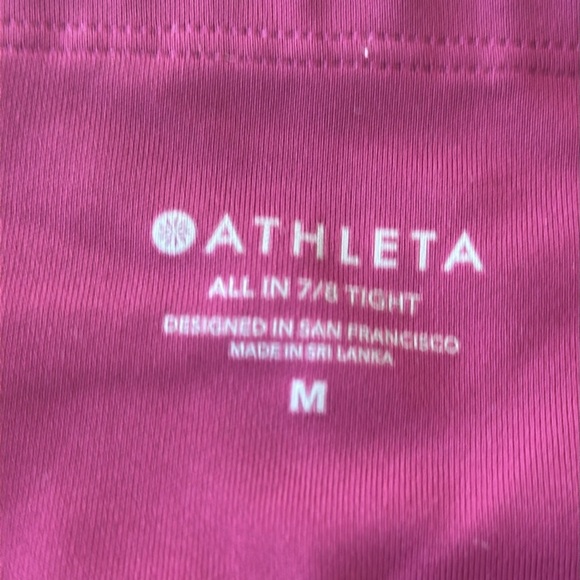 ATHLETA
ALL IN 7/8 TIGHT
DESIGNED IN SAN FRANCISCO
MADE IN SRI LANKA
M